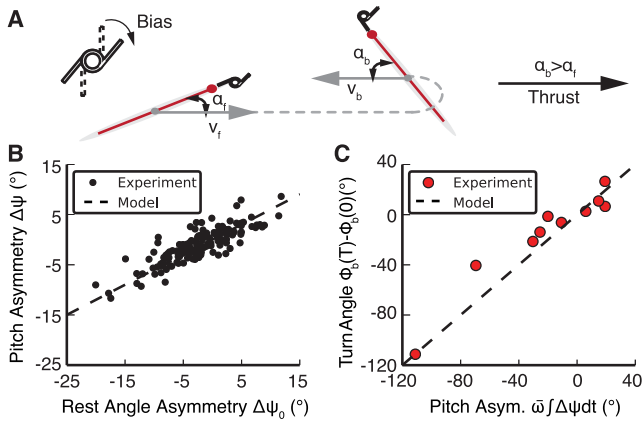 A
Bias
α_f
v_f
α_b
v_b
α_b>α_f
Thrust
B
Pitch Asymmetry Δψ (°)
15
5
-5
-15
-25
Experiment
Model
-25 -15 -5 5 15
Rest Angle Asymmetry Δψ₀ (°)
C
Turn Angle Φ_b(T)-Φ_b(0)(°)
40
0
-40
-80
-120
Experiment
Model
-120 -80 -40 0 40
Pitch Asym. ω̄∫Δψdt (°)